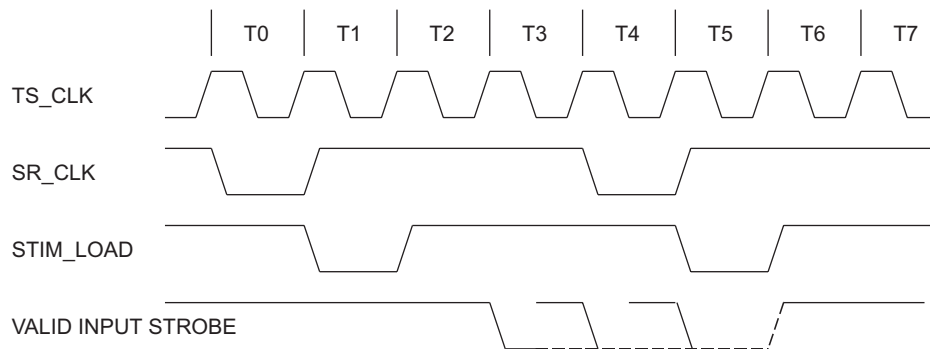 T0 T1 T2 T3 T4 T5 T6 T7
TS_CLK
SR_CLK
STIM_LOAD
VALID INPUT STROBE